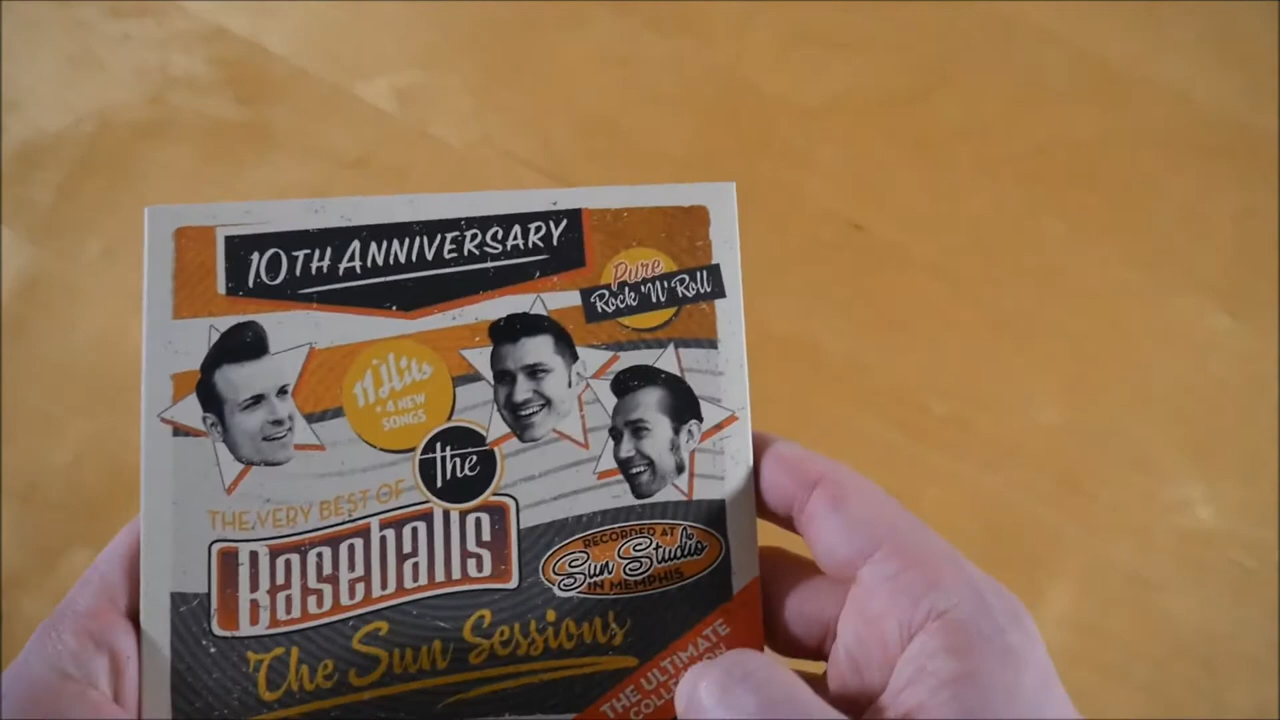 10TH ANNIVERSARY
Pure
Rock 'N' Roll
11 Hits
+ 4 NEW
SONGS
the
THE VERY BEST OF
Baseballs
RECORDED AT
Sun Studio
IN MEMPHIS
The Sun Sessions
THE ULTIMATE
COLLECTION